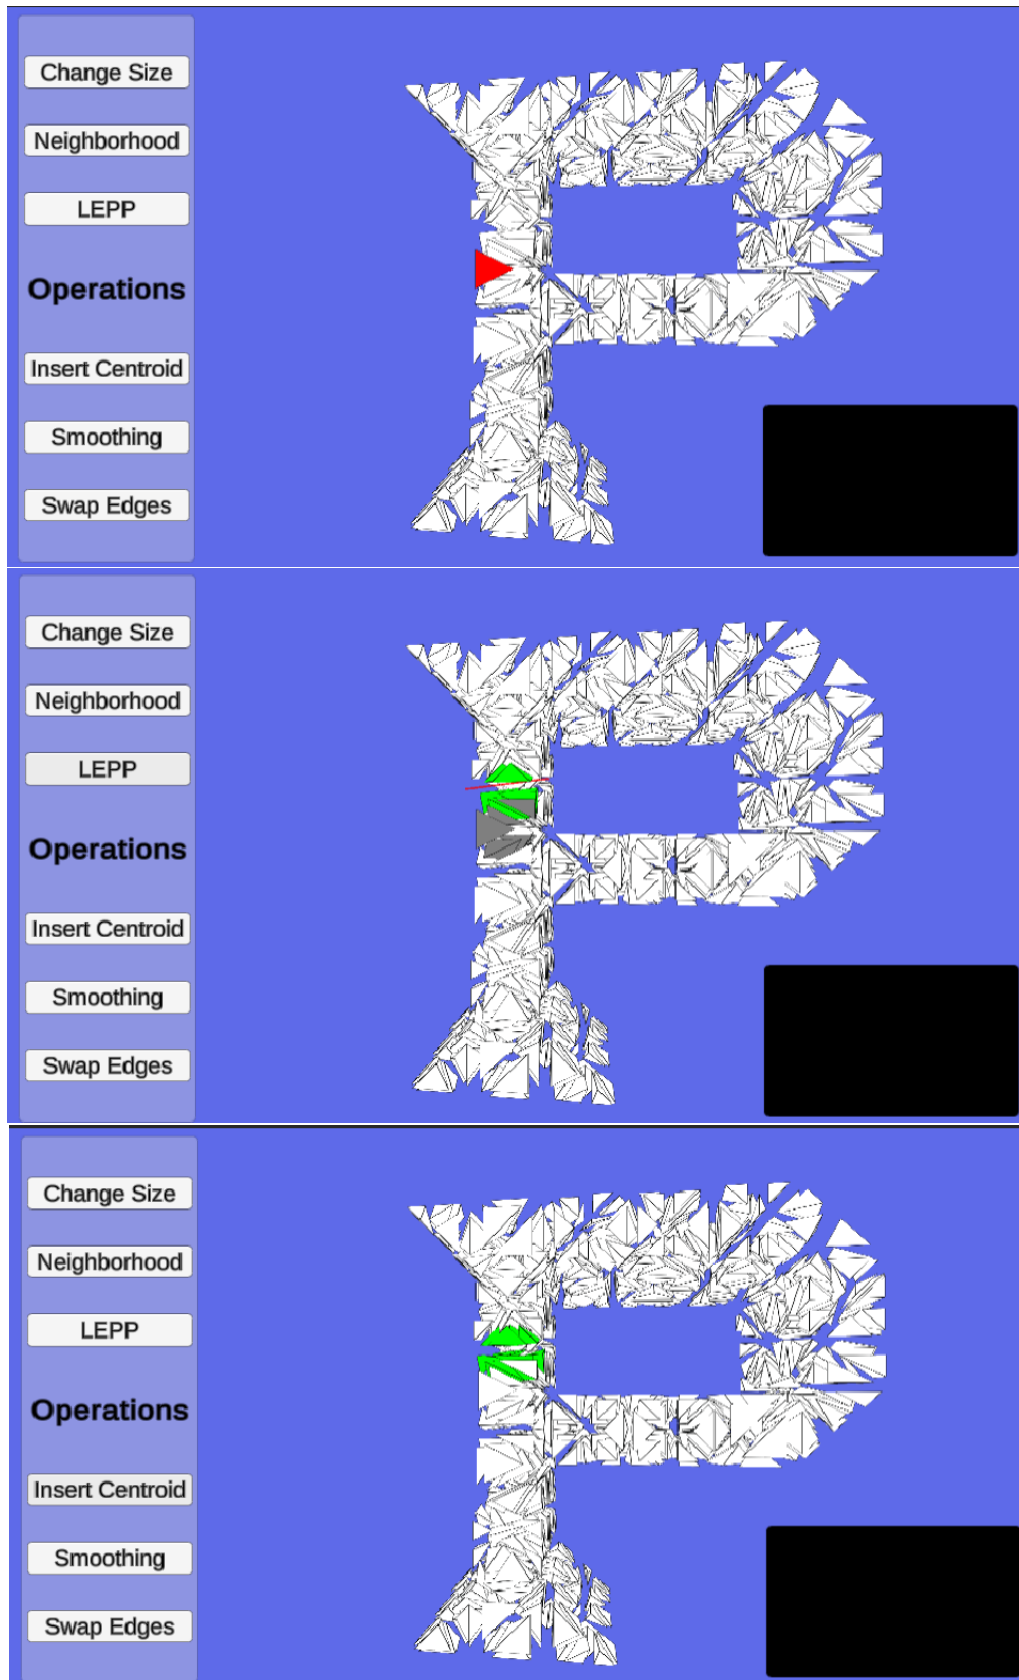 Change Size
Neighborhood
LEPP
Operations
Insert Centroid
Smoothing
Swap Edges
Change Size
Neighborhood
LEPP
Operations
Insert Centroid
Smoothing
Swap Edges
Change Size
Neighborhood
LEPP
Operations
Insert Centroid
Smoothing
Swap Edges